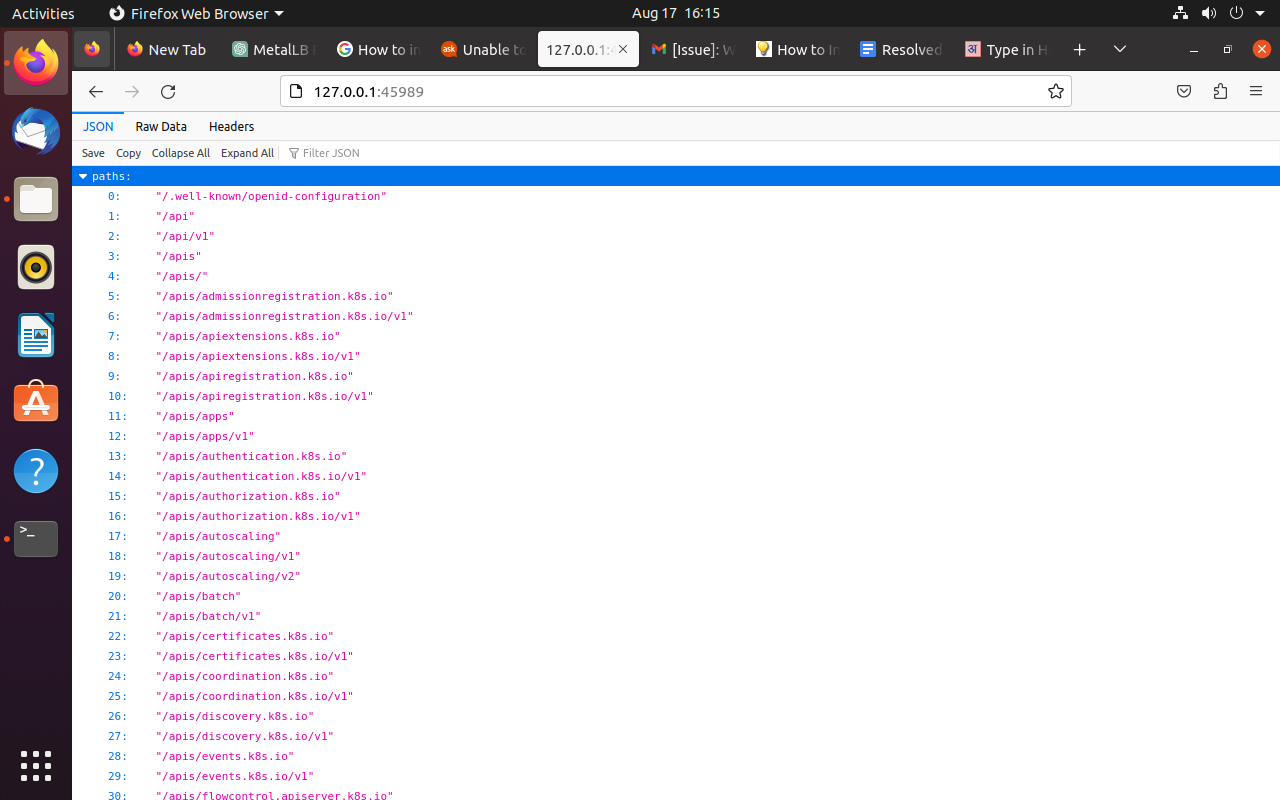 Activities
Firefox Web Browser
Aug 17 16:15
New Tab
MetalLB
How to in
ask
Unable to
127.0.0.1:4
[Issue]: W
How to In
Resolved
अ
Type in H
127.0.0.1:45989
JSON Raw Data Headers
Save Copy Collapse All Expand All Filter JSON
paths:
0: "/.well-known/openid-configuration"
1: "/api"
2: "/api/v1"
3: "/apis"
4: "/apis/"
5: "/apis/admissionregistration.k8s.io"
6: "/apis/admissionregistration.k8s.io/v1"
7: "/apis/apiextensions.k8s.io"
8: "/apis/apiextensions.k8s.io/v1"
9: "/apis/apiregistration.k8s.io"
10: "/apis/apiregistration.k8s.io/v1"
11: "/apis/apps"
12: "/apis/apps/v1"
13: "/apis/authentication.k8s.io"
14: "/apis/authentication.k8s.io/v1"
15: "/apis/authorization.k8s.io"
16: "/apis/authorization.k8s.io/v1"
17: "/apis/autoscaling"
18: "/apis/autoscaling/v1"
19: "/apis/autoscaling/v2"
20: "/apis/batch"
21: "/apis/batch/v1"
22: "/apis/certificates.k8s.io"
23: "/apis/certificates.k8s.io/v1"
24: "/apis/coordination.k8s.io"
25: "/apis/coordination.k8s.io/v1"
26: "/apis/discovery.k8s.io"
27: "/apis/discovery.k8s.io/v1"
28: "/apis/events.k8s.io"
29: "/apis/events.k8s.io/v1"
30: "/apis/flowcontrol.apiserver.k8s.io"